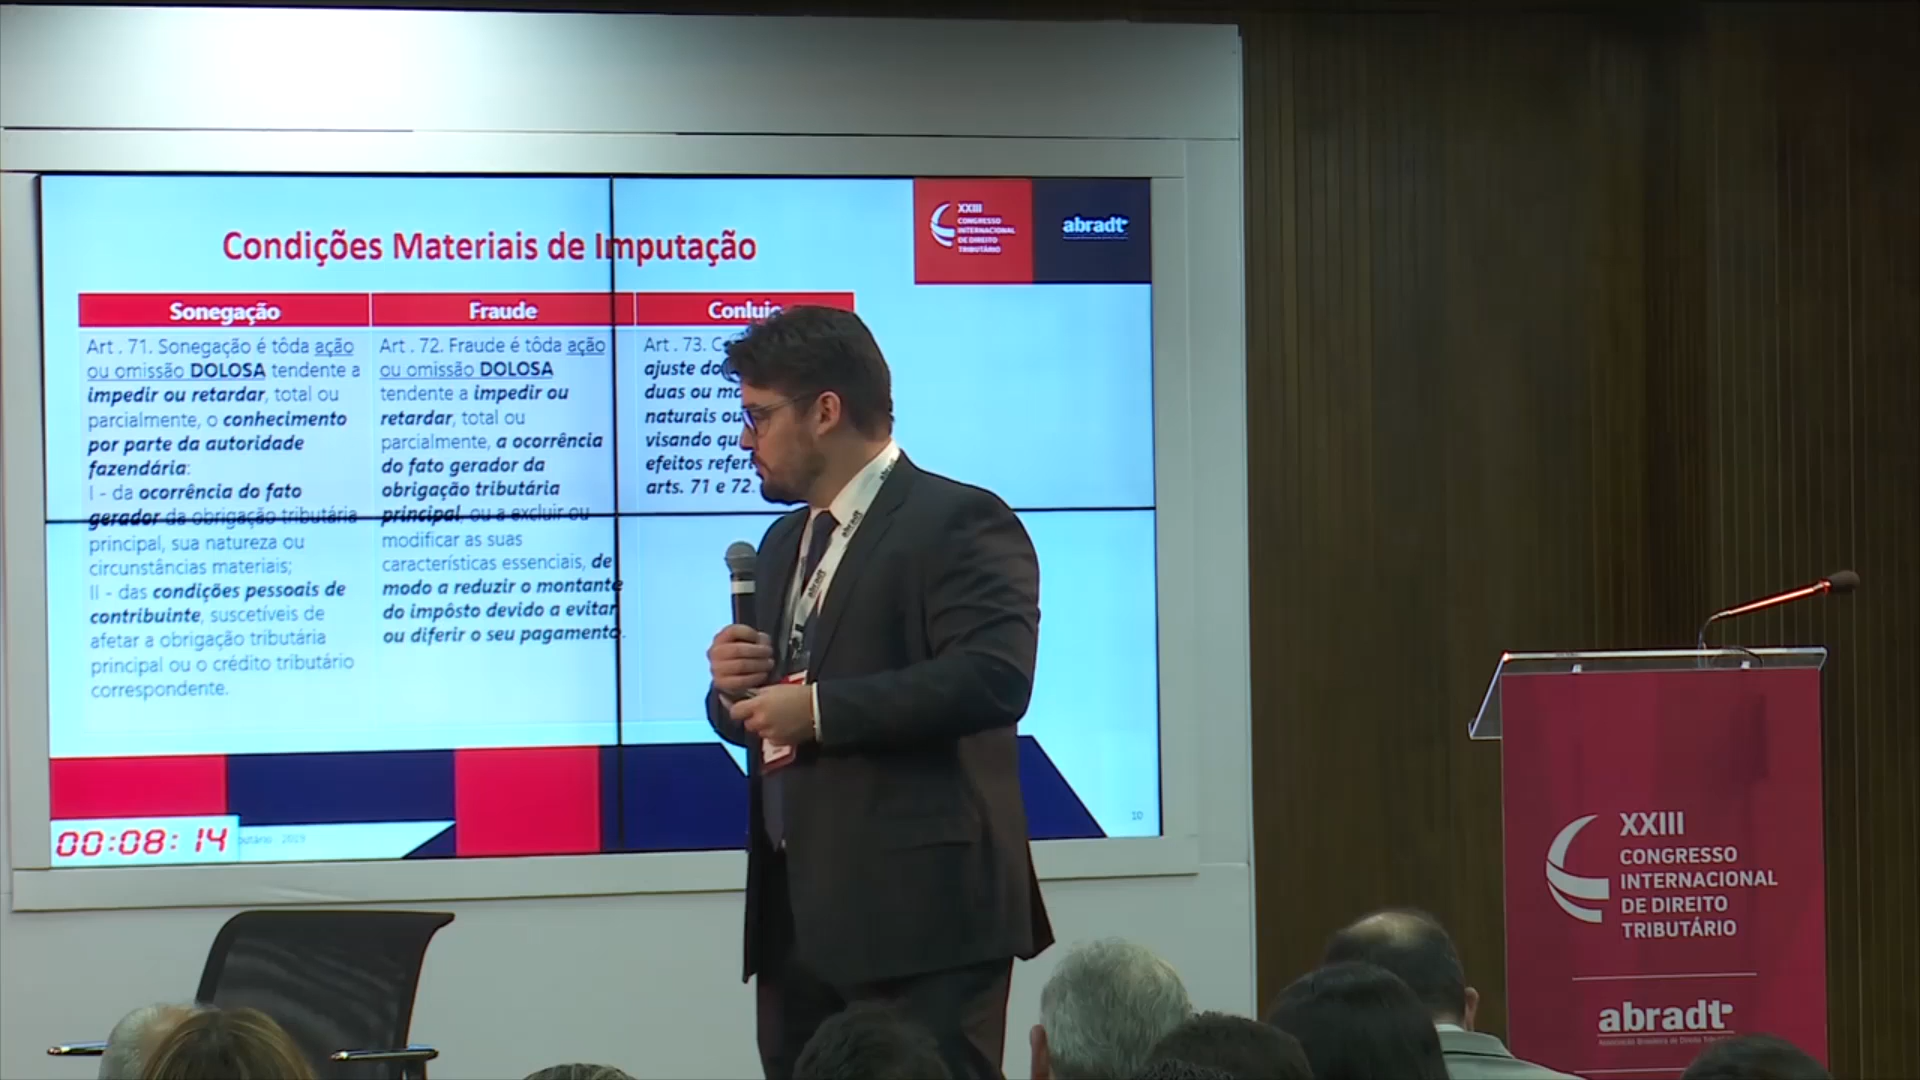 Condições Materiais de Imputação
XXIII
CONGRESSO
INTERNACIONAL
DE DIREITO
TRIBUTÁRIO
abradt
Sonegação
Art . 71. Sonegação é tôda ação
ou omissão DOLOSA tendente a
impedir ou retardar, total ou
parcialmente, o conhecimento
por parte da autoridade
fazendária:
I - da ocorrência do fato
gerador da obrigação tributária
principal, sua natureza ou
circunstâncias materiais;
II - das condições pessoais de
contribuinte, suscetíveis de
afetar a obrigação tributária
principal ou o crédito tributário
correspondente.
Fraude
Art . 72. Fraude é tôda ação
ou omissão DOLOSA
tendente a impedir ou
retardar, total ou
parcialmente, a ocorrência
do fato gerador da
obrigação tributária
principal, ou a excluir ou
modificar as suas
características essenciais, de
modo a reduzir o montante
do impôsto devido a evitar
ou diferir o seu pagamento.
Conluio
Art . 73.
ajuste
duas ou
naturais ou
visando
efeitos
arts. 71 e 72.
10
00:08:14
2019
abradt
abradt
abradt
XXIII
CONGRESSO
INTERNACIONAL
DE DIREITO
TRIBUTÁRIO
abradt